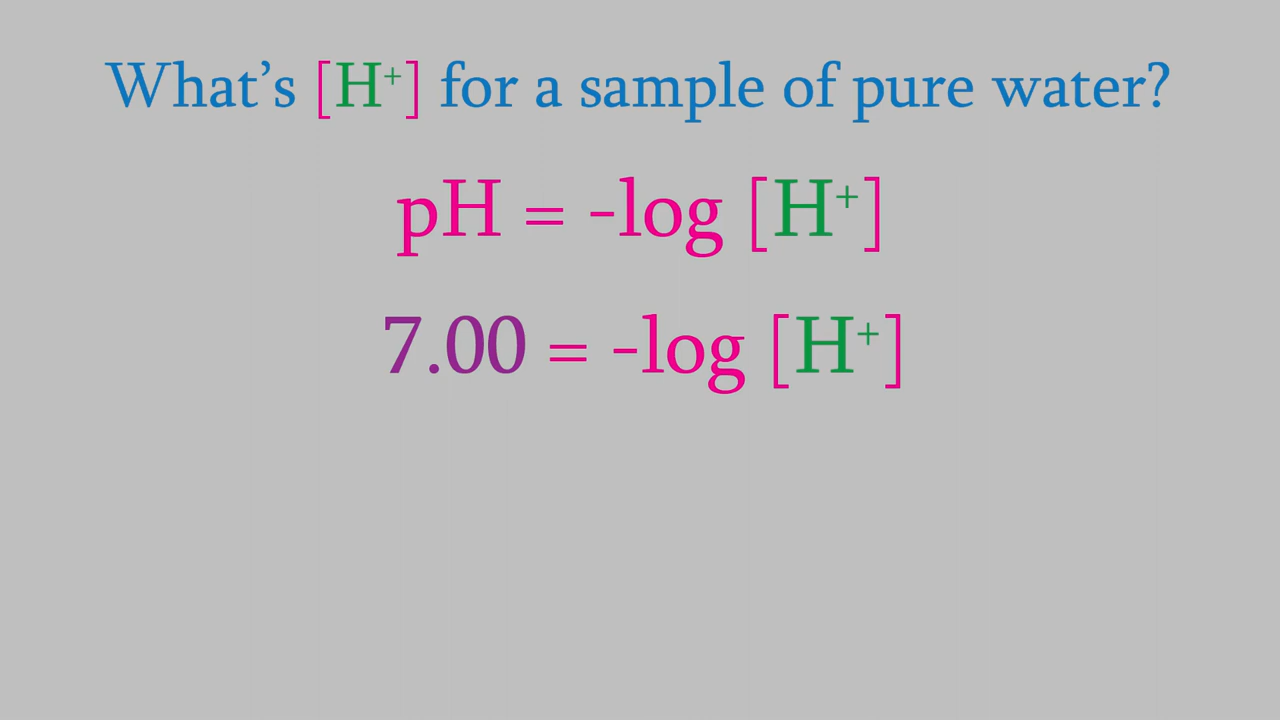 What’s [H⁺] for a sample of pure water?
pH = -log [H⁺]
7.00 = -log [H⁺]